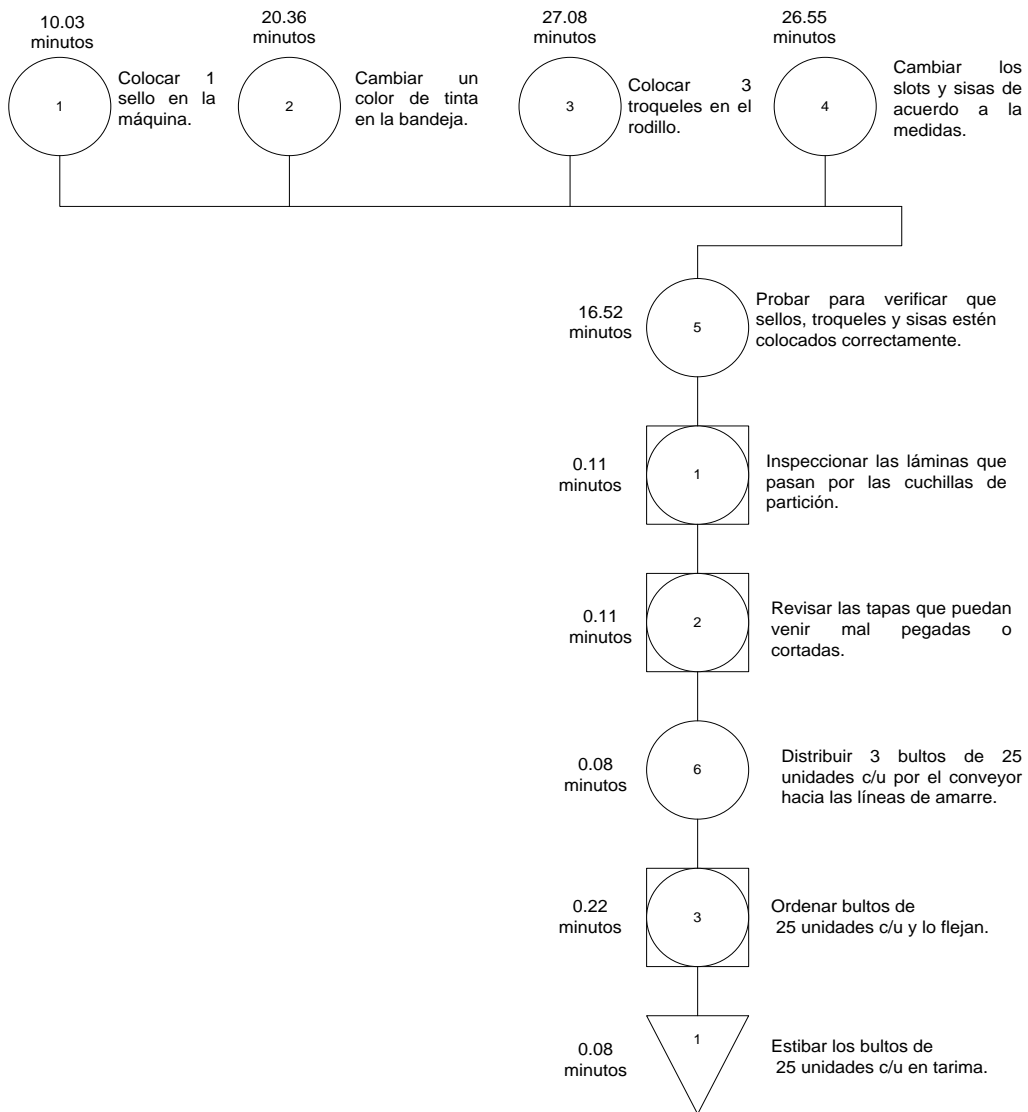 10.03
minutos
1
Colocar 1
sello en la
máquina.
20.36
minutos
2
Cambiar un
color de tinta
en la bandeja.
27.08
minutos
3
Colocar 3
troqueles en el
rodillo.
26.55
minutos
4
Cambiar los
slots y sisas de
acuerdo a la
medidas.
16.52
minutos
5
Probar para verificar que
sellos, troqueles y sisas estén
colocados correctamente.
0.11
minutos
1
Inspeccionar las láminas que
pasan por las cuchillas de
partición.
0.11
minutos
2
Revisar las tapas que puedan
venir mal pegadas o
cortadas.
0.08
minutos
6
Distribuir 3 bultos de 25
unidades c/u por el conveyor
hacia las líneas de amarre.
0.22
minutos
3
Ordenar bultos de
25 unidades c/u y lo flejan.
0.08
minutos
1
Estibar los bultos de
25 unidades c/u en tarima.